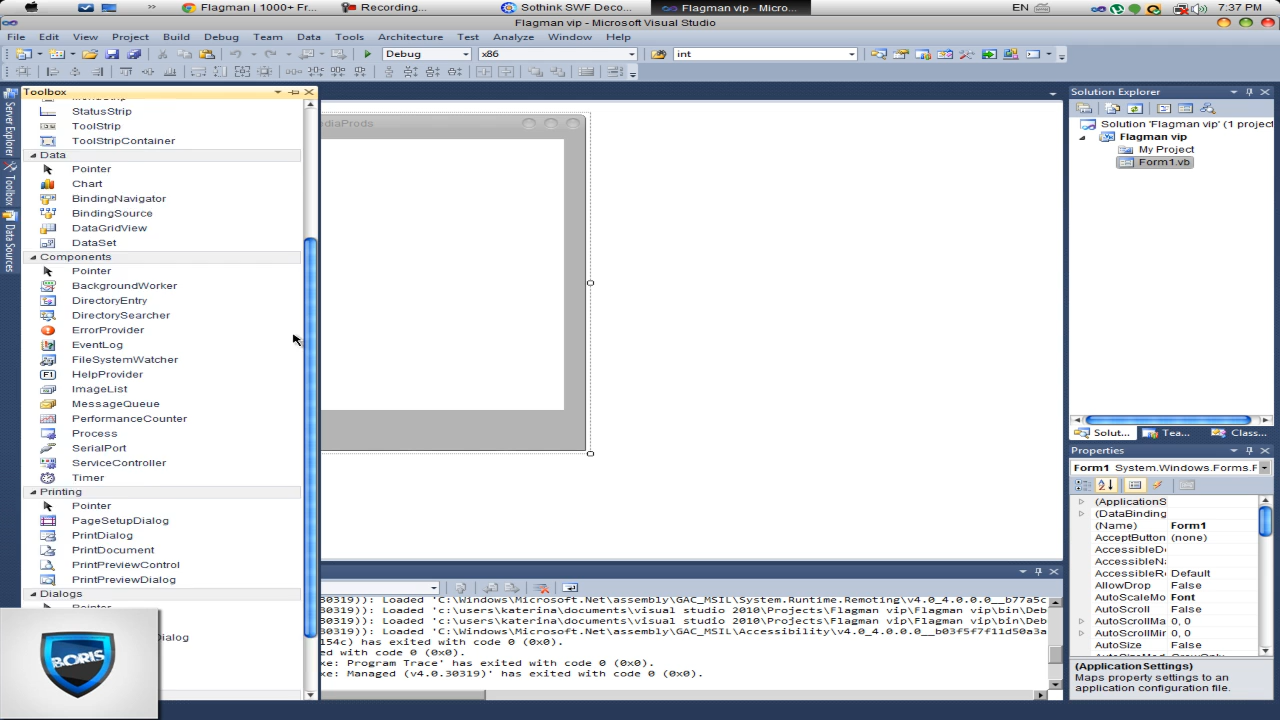 Flagman | 1000+ Fr...
Recording...
Sothink SWF Deco...
Flagman vip - Micro...
EN
7:37 PM
Flagman vip - Microsoft Visual Studio
File Edit View Project Build Debug Team Data Tools Architecture Test Analyze Window Help
Debug x86 int
Toolbox
StatusStrip
ToolStrip
ToolStripContainer
Data
Pointer
Chart
BindingNavigator
BindingSource
DataGridView
DataSet
Components
Pointer
BackgroundWorker
DirectoryEntry
DirectorySearcher
ErrorProvider
EventLog
FileSystemWatcher
HelpProvider
ImageList
MessageQueue
PerformanceCounter
Process
SerialPort
ServiceController
Timer
Printing
Pointer
PageSetupDialog
PrintDialog
PrintDocument
PrintPreviewControl
PrintPreviewDialog
Dialogs
Dialog
Server Explorer
Toolbox
Data Sources
BORIS
diaProds
30319)): Loaded 'C:\Windows\Microsoft.Net\assembly\GAC_MSIL\System.Runtime.Remoting\v4.0_4.0.0.0__b77a5c
30319)): Loaded 'c:\users\katerina\documents\visual studio 2010\Projects\Flagman vip\Flagman vip\bin\Deb
30319)): Loaded 'c:\users\katerina\documents\visual studio 2010\Projects\Flagman vip\Flagman vip\bin\Deb
30319)): Loaded 'C:\Windows\Microsoft.Net\assembly\GAC_MSIL\Accessibility\v4.0_4.0.0.0__b03f5f7f11d50a3a
154c) has exited with code 0 (0x0).
d with code 0 (0x0).
xe: Program Trace' has exited with code 0 (0x0).
xe: Managed (v4.0.30319)' has exited with code 0 (0x0).
Solution Explorer
Solution 'Flagman vip' (1 project
Flagman vip
My Project
Form1.vb
Solut...
Tea...
Class...
Properties
Form1 System.Windows.Forms.F
(ApplicationS
(DataBinding
(Name) Form1
AcceptButton (none)
AccessibleDe
AccessibleNa
AccessibleRo Default
AllowDrop False
AutoScaleMo Font
AutoScroll False
AutoScrollMa 0, 0
AutoScrollMir 0, 0
AutoSize False
(ApplicationSettings)
Maps property settings to an
application configuration file.